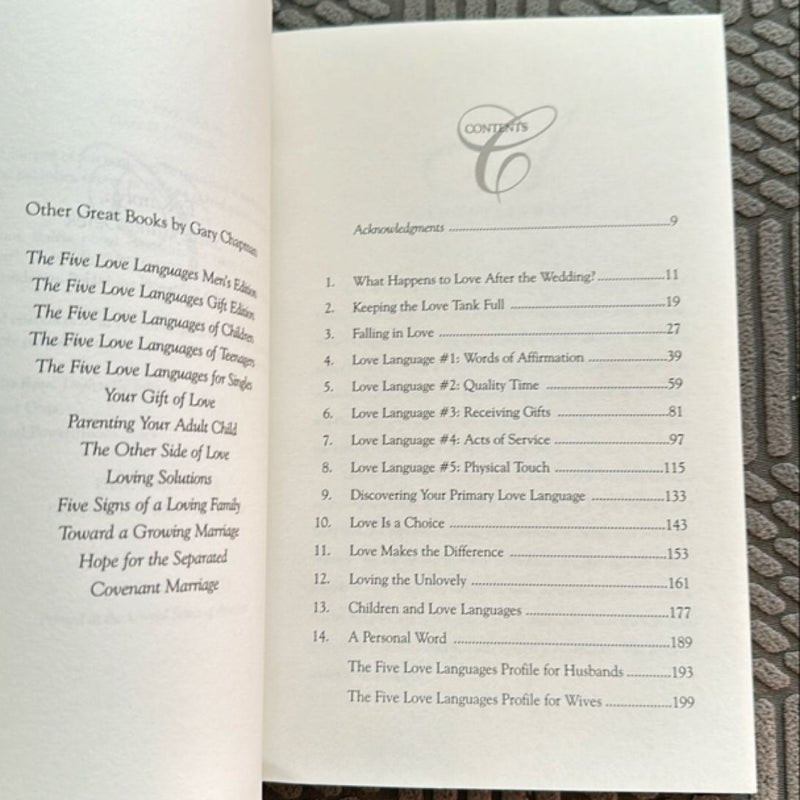 Other Great Books by Gary Chapman
The Five Love Languages Men's Edition
The Five Love Languages Gift Edition
The Five Love Languages of Children
The Five Love Languages of Teenagers
The Five Love Languages for Singles
Your Gift of Love
Parenting Your Adult Child
The Other Side of Love
Loving Solutions
Five Signs of a Loving Family
Toward a Growing Marriage
Hope for the Separated
Covenant Marriage
C
CONTENTS
Acknowledgments ........ 9
1. What Happens to Love After the Wedding? ........ 11
2. Keeping the Love Tank Full ........ 19
3. Falling in Love ........ 27
4. Love Language #1: Words of Affirmation ........ 39
5. Love Language #2: Quality Time ........ 59
6. Love Language #3: Receiving Gifts ........ 81
7. Love Language #4: Acts of Service ........ 97
8. Love Language #5: Physical Touch ........ 115
9. Discovering Your Primary Love Language ........ 133
10. Love Is a Choice ........ 143
11. Love Makes the Difference ........ 153
12. Loving the Unlovely ........ 161
13. Children and Love Languages ........ 177
14. A Personal Word ........ 189
The Five Love Languages Profile for Husbands ........ 193
The Five Love Languages Profile for Wives ........ 199